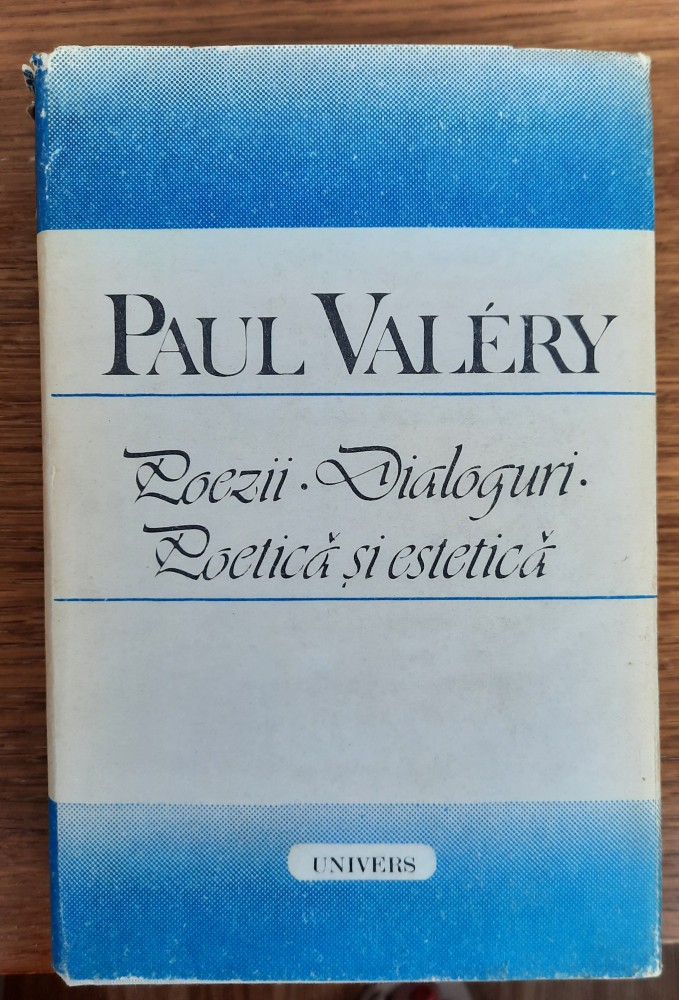 PAUL VALÉRY
Poezii · Dialoguri ·
Poetică și estetică
UNIVERS